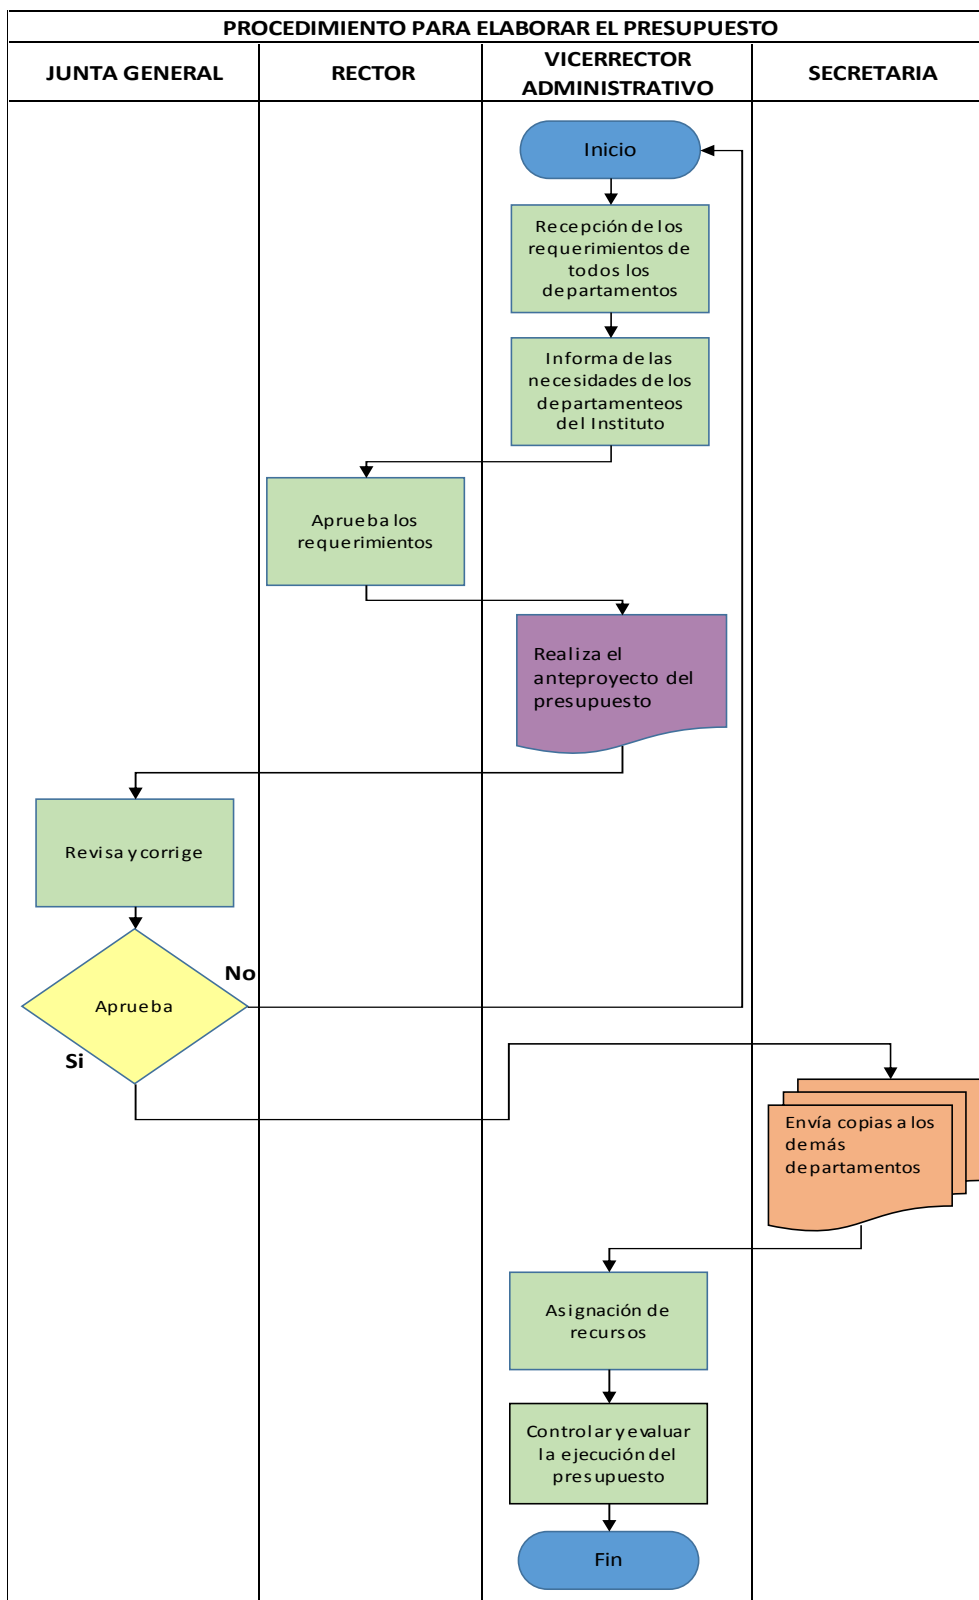 PROCEDIMIENTO PARA ELABORAR EL PRESUPUESTO
JUNTA GENERAL
RECTOR
VICERRECTOR
ADMINISTRATIVO
SECRETARIA
Inicio
Recepción de los
requerimientos de
todos los
departamentos
Informa de las
necesidades de los
departamenteos
del Instituto
Aprueba los
requerimientos
Realiza el
anteproyecto del
presupuesto
Revisa y corrige
No
Aprueba
Si
Envía copias a los
demás
departamentos
Asignación de
recursos
Controlar y evaluar
la ejecución del
presupuesto
Fin